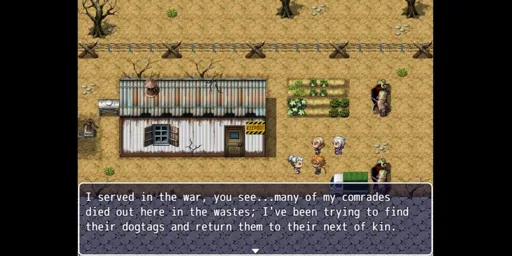 I served in the war, you see...many of my comrades
died out here in the wastes; I've been trying to find
their dogtags and return them to their next of kin.